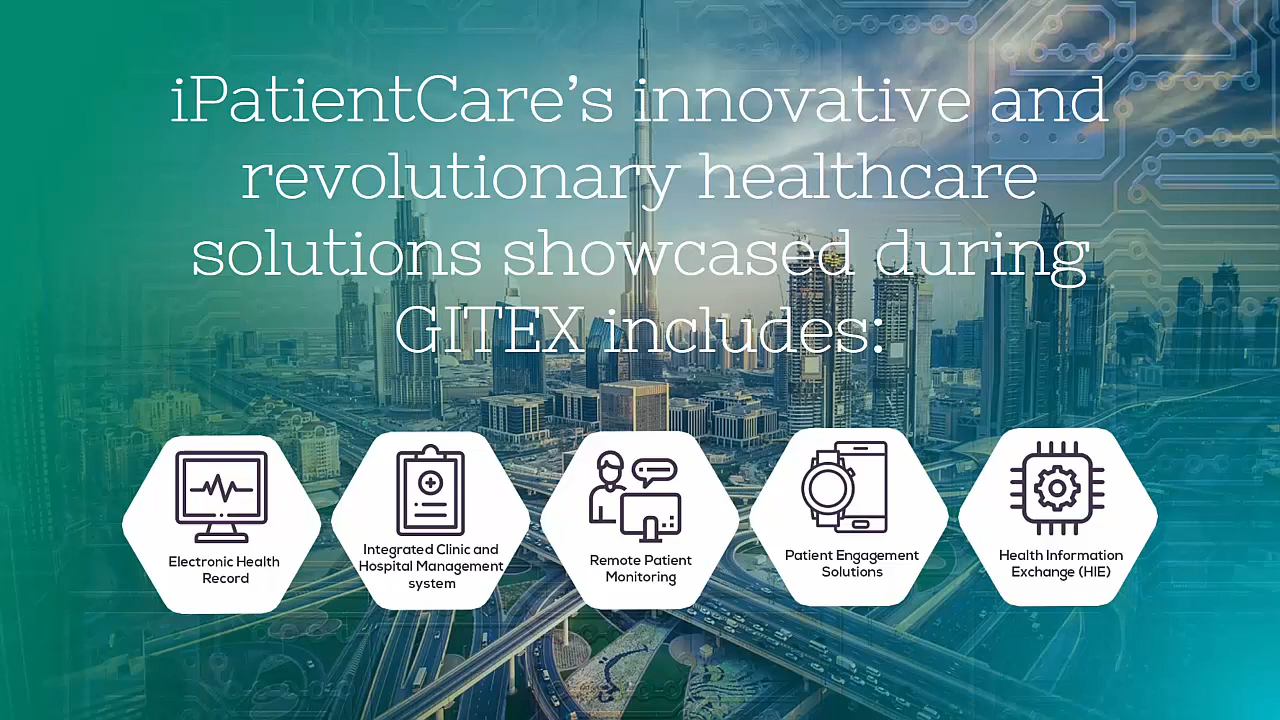 iPatientCare’s innovative and
revolutionary healthcare
solutions showcased during
GITEX includes:
Electronic Health
Record
Integrated Clinic and
Hospital Management
system
Remote Patient
Monitoring
Patient Engagement
Solutions
Health Information
Exchange (HIE)